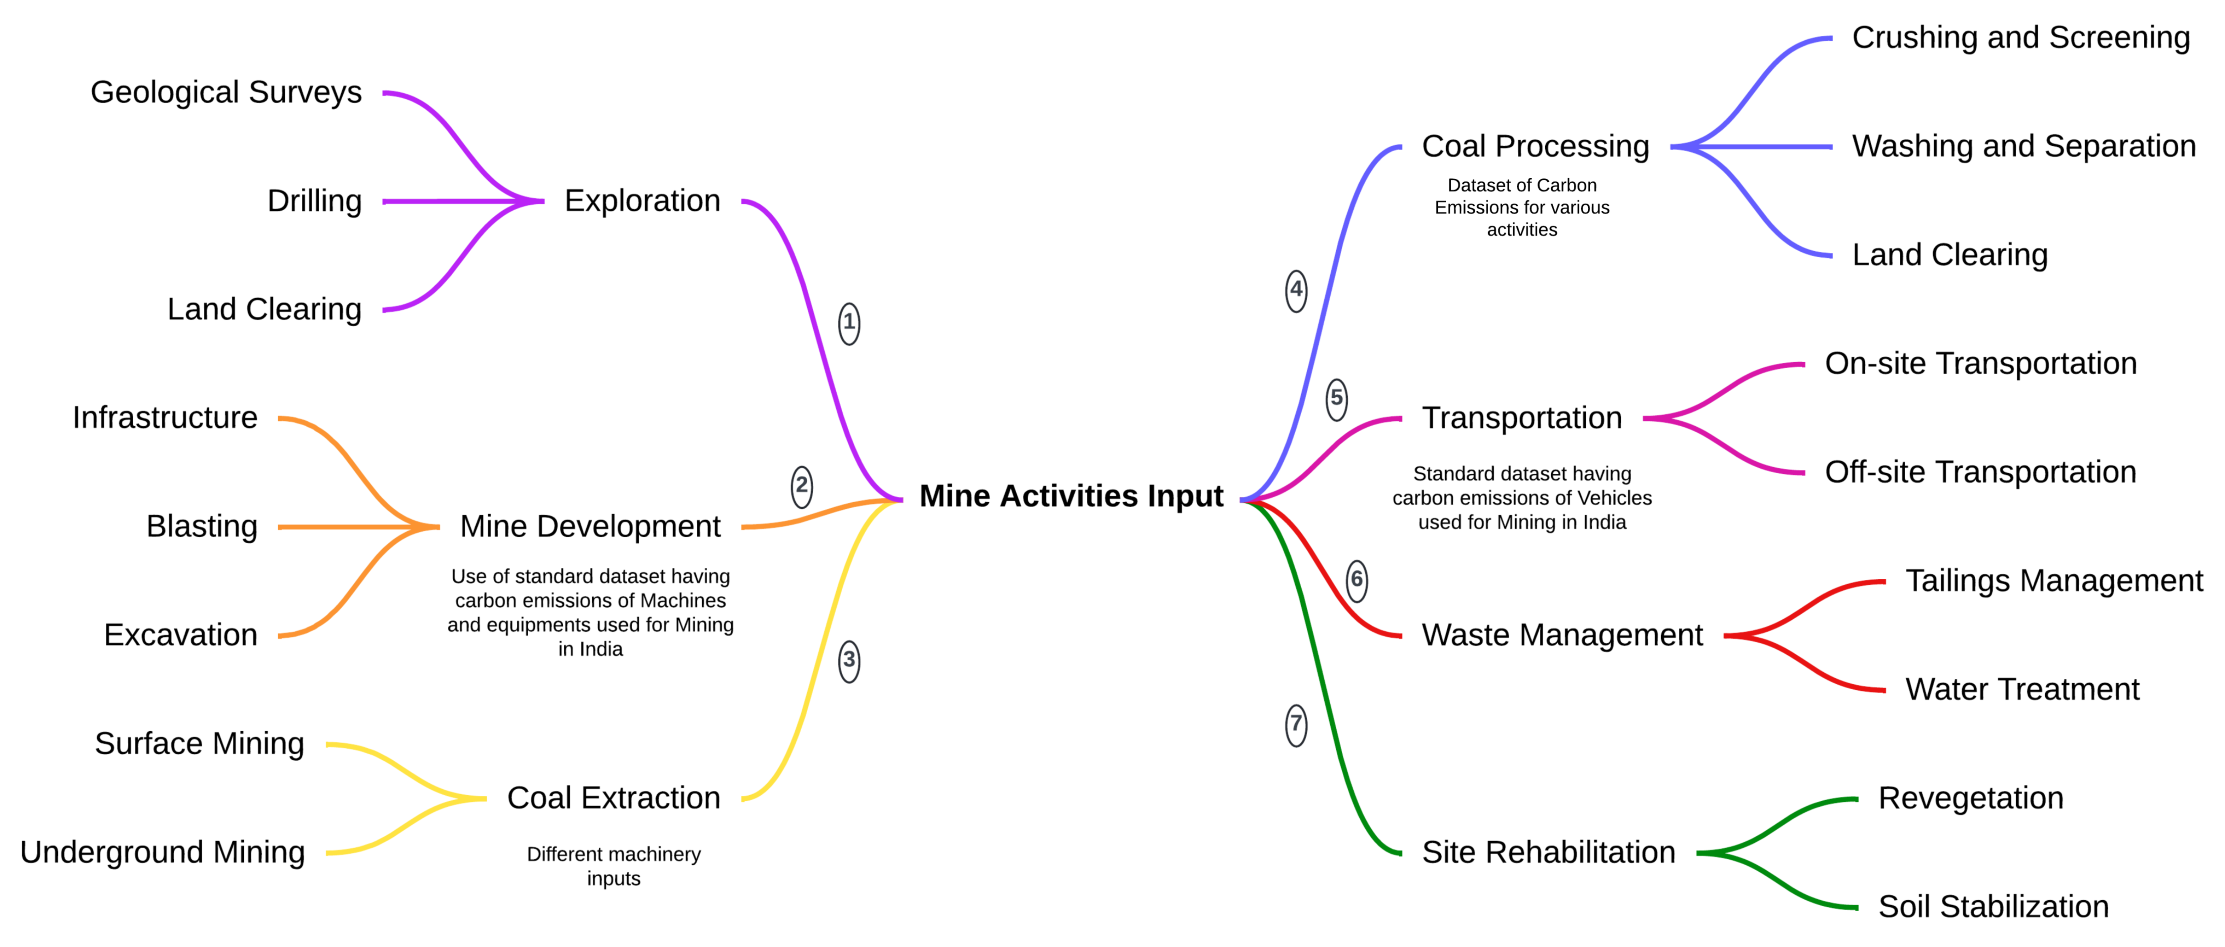 Geological Surveys
Drilling
Land Clearing
Exploration
1
Infrastructure
Blasting
Excavation
Mine Development
Use of standard dataset having
carbon emissions of Machines
and equipments used for Mining
in India
2
Surface Mining
Underground Mining
Coal Extraction
Different machinery
inputs
3
Mine Activities Input
4
Coal Processing
Dataset of Carbon
Emissions for various
activities
Crushing and Screening
Washing and Separation
Land Clearing
5
Transportation
Standard dataset having
carbon emissions of Vehicles
used for Mining in India
On-site Transportation
Off-site Transportation
6
Waste Management
Tailings Management
Water Treatment
7
Site Rehabilitation
Revegetation
Soil Stabilization